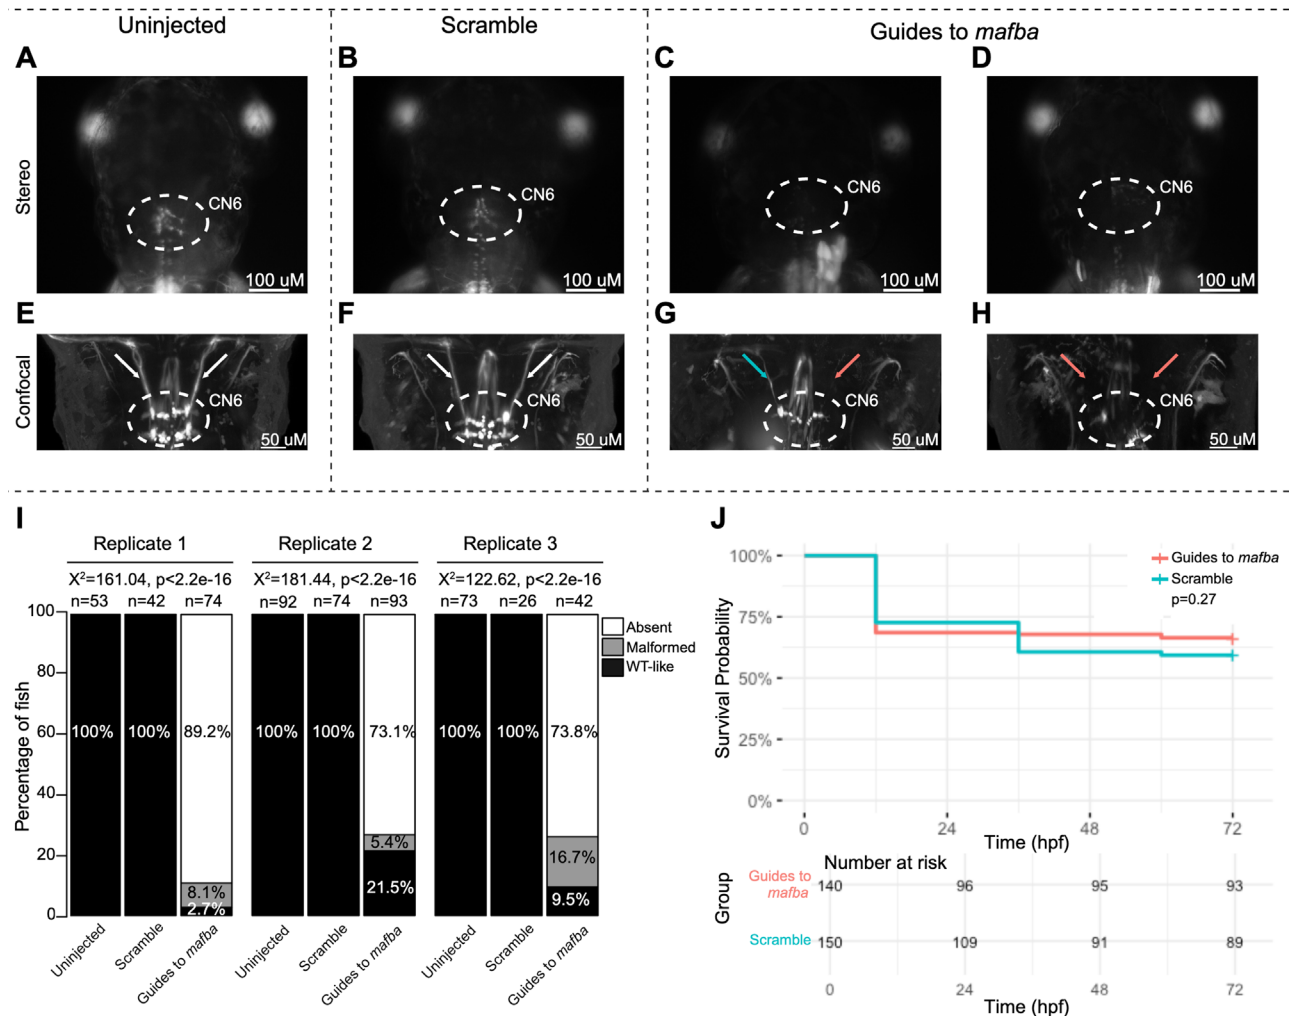 Uninjected
Scramble
Guides to mafba
A
B
C
D
Stereo
CN6
CN6
CN6
CN6
100 uM
100 uM
100 uM
100 uM
E
F
G
H
Confocal
CN6
CN6
CN6
CN6
50 uM
50 uM
50 uM
50 uM
I
Replicate 1
Replicate 2
Replicate 3
X²=161.04, p<2.2e-16
X²=181.44, p<2.2e-16
X²=122.62, p<2.2e-16
n=53
n=42
n=74
n=92
n=74
n=93
n=73
n=26
n=42
Percentage of fish
100
80
60
40
20
0
100%
100%
89.2%
8.1%
2.7%
100%
100%
73.1%
5.4%
21.5%
100%
100%
73.8%
16.7%
9.5%
Absent
Malformed
WT-like
Uninjected
Scramble
Guides to mafba
Uninjected
Scramble
Guides to mafba
Uninjected
Scramble
Guides to mafba
J
Survival Probability
100%
75%
50%
25%
0%
Guides to mafba
Scramble
p=0.27
0
24
48
72
Time (hpf)
Number at risk
Group
Guides to
mafba
140
96
95
93
Scramble
150
109
91
89
0
24
48
72
Time (hpf)